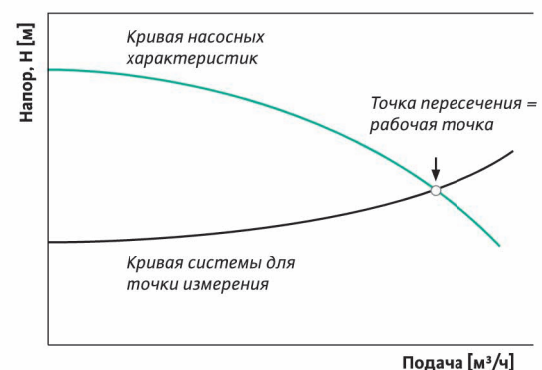 Напор, H [м]
Кривая насосных
характеристик
Точка пересечения =
рабочая точка
Кривая системы для
точки измерения
Подача [м³/ч]